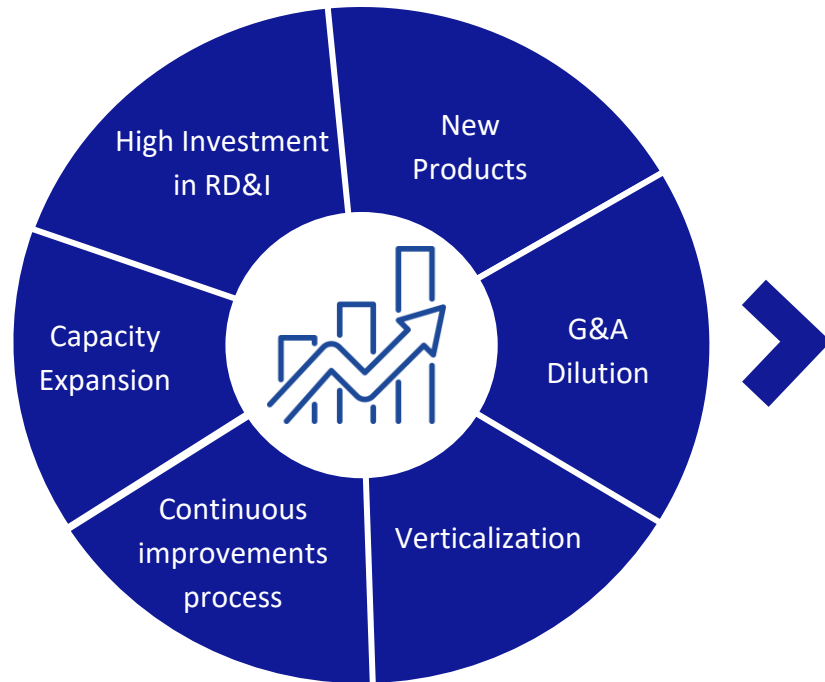 High Investment
in RD&I
New
Products
G&A
Dilution
Verticalization
Continuous
improvements
process
Capacity
Expansion